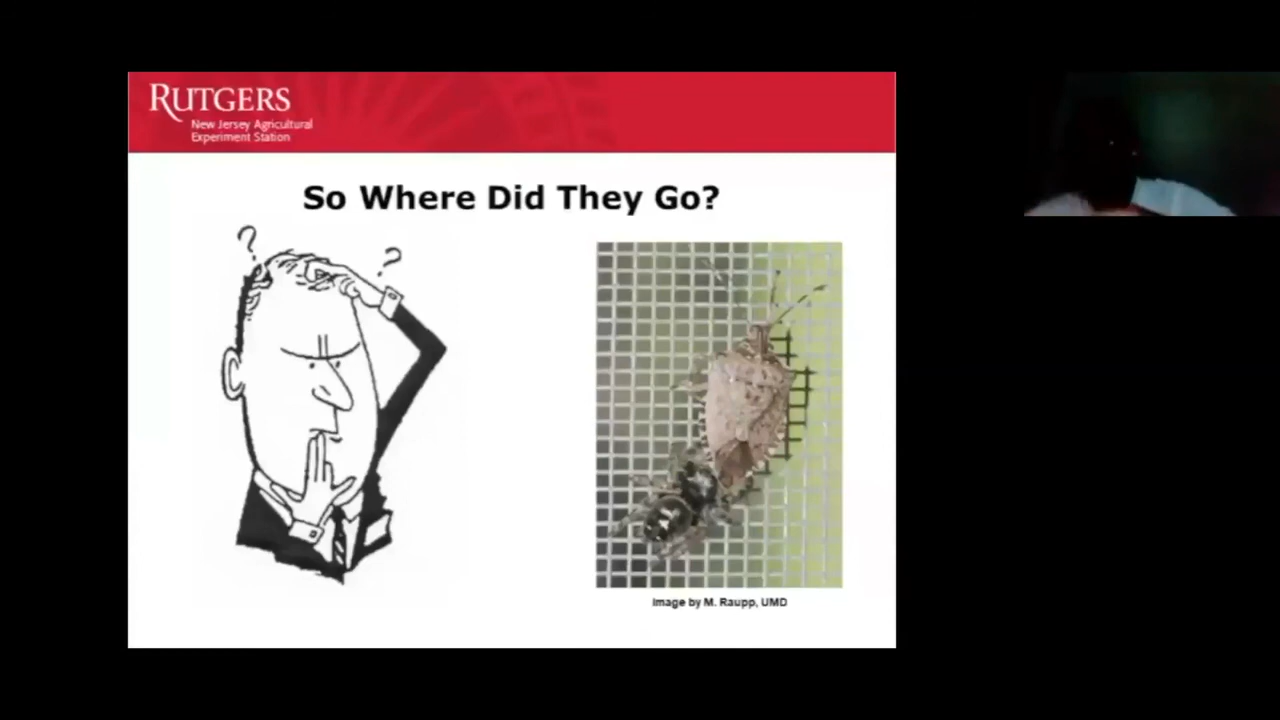 RUTGERS
New Jersey Agricultural
Experiment Station
So Where Did They Go?
? ?
Image by M. Raupp, UMD